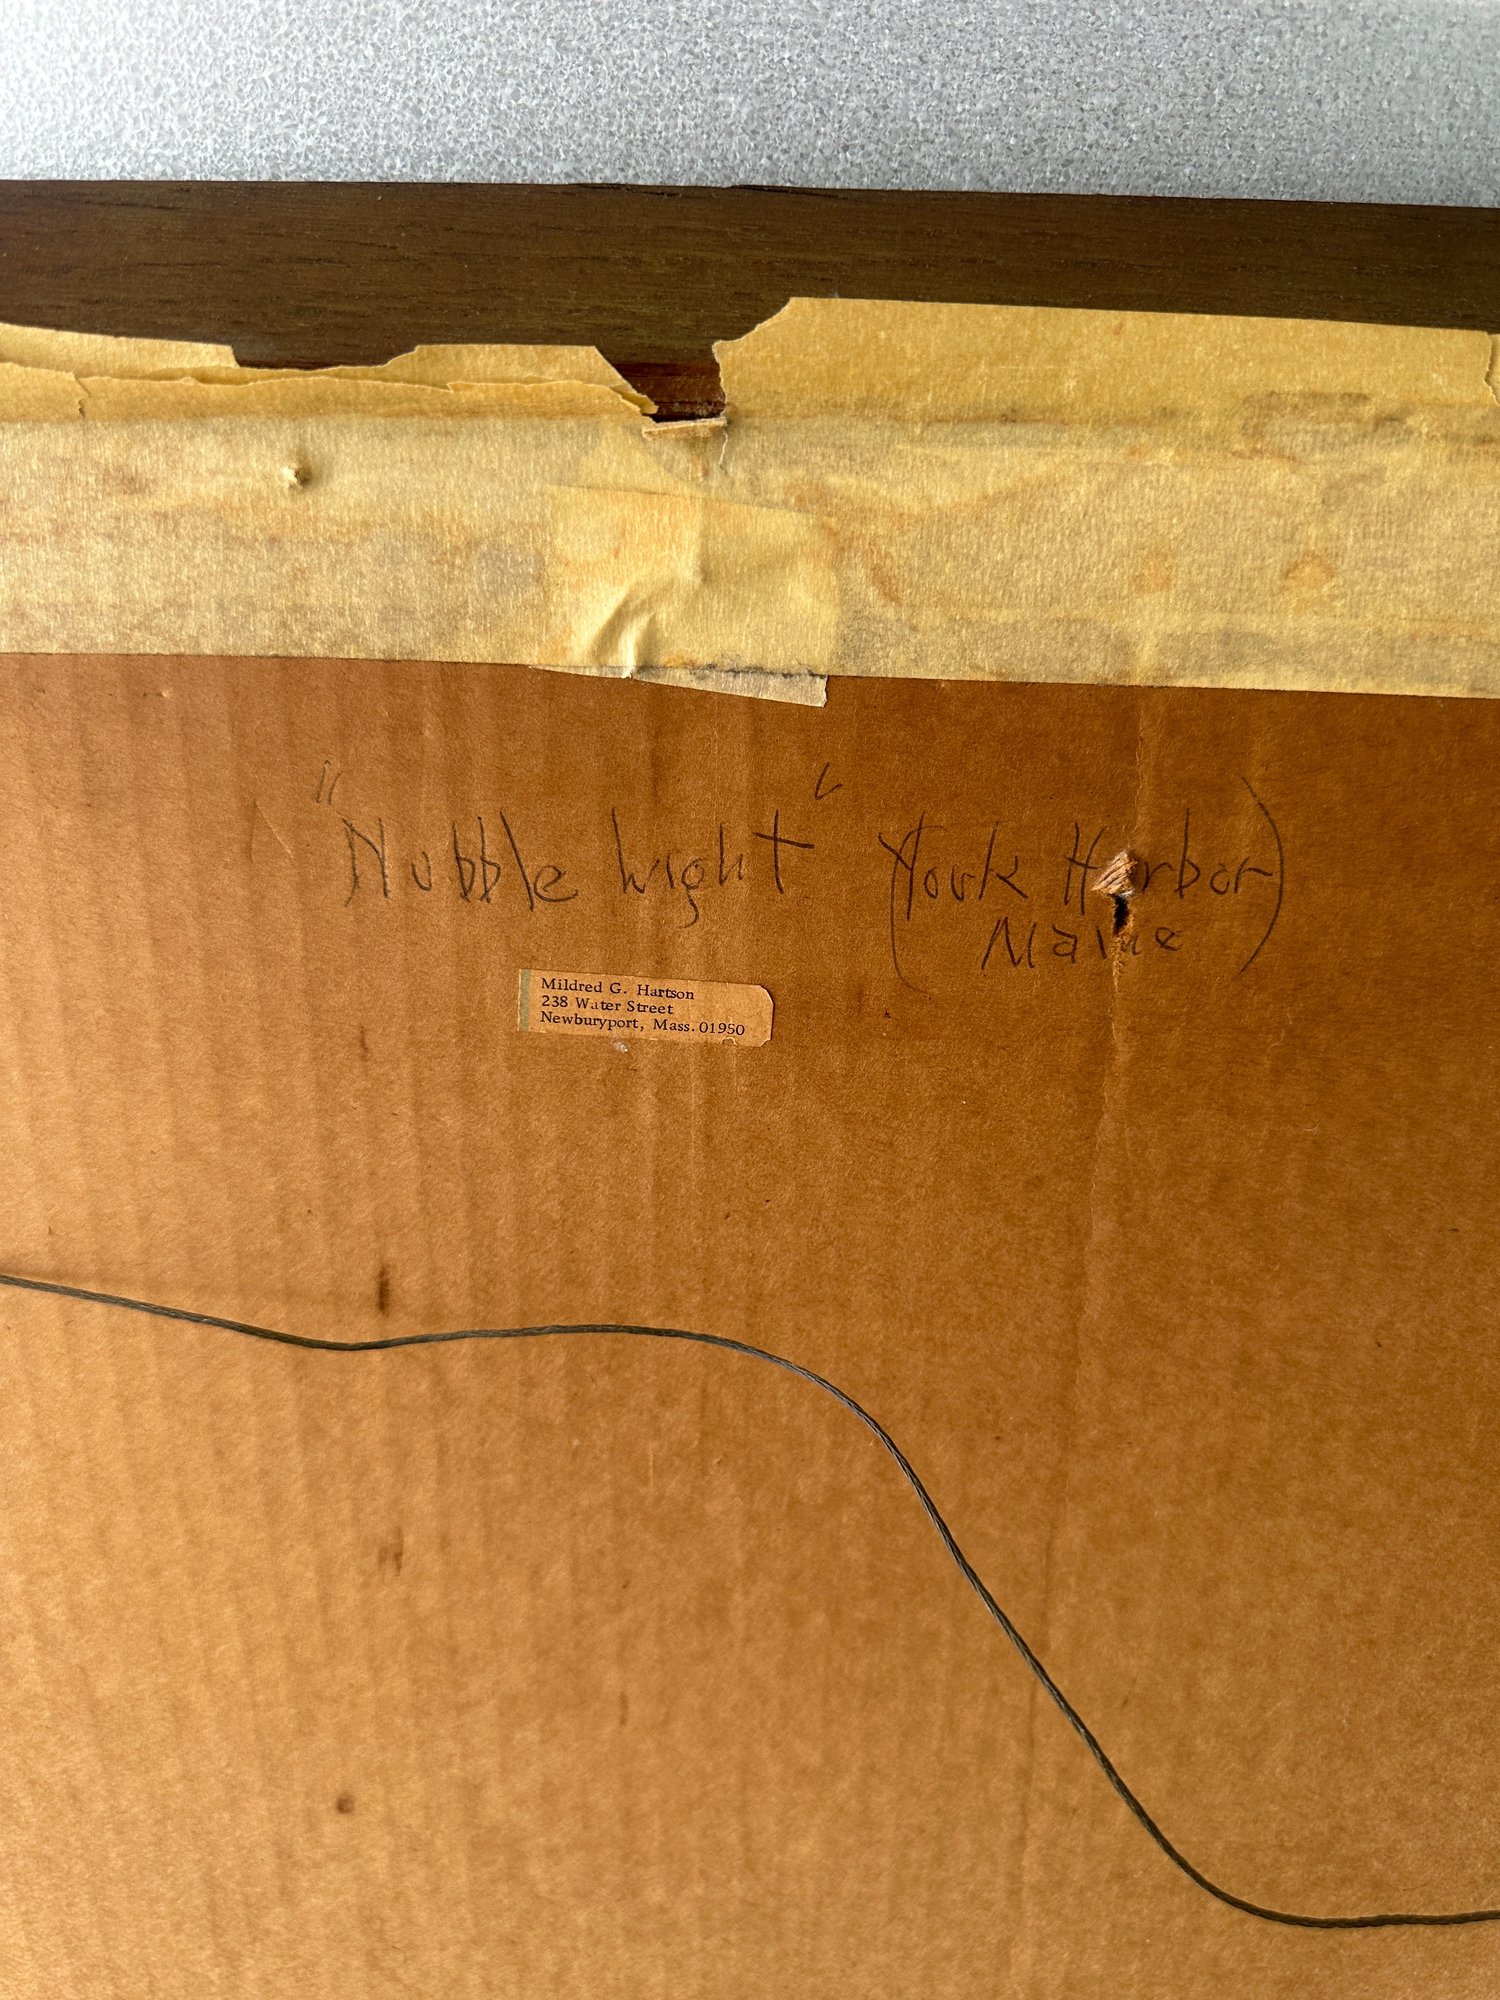 "Nubble Light" (York Harbor)
Maine
Mildred G. Hartson
238 Water Street
Newburyport, Mass. 01950